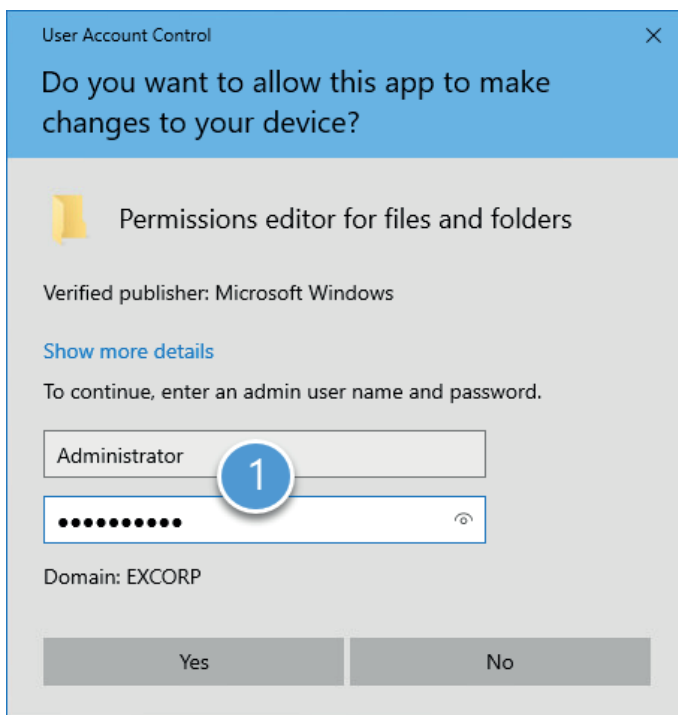 User Account Control
Do you want to allow this app to make
changes to your device?
Permissions editor for files and folders
Verified publisher: Microsoft Windows
Show more details
To continue, enter an admin user name and password.
Administrator
1
●●●●●●●●●●
Domain: EXCORP
Yes
No